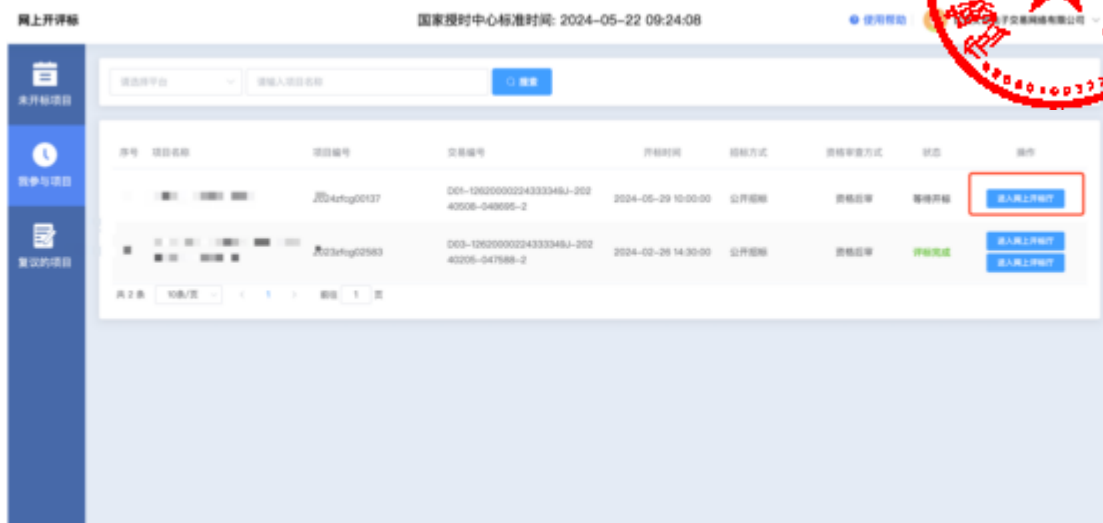 网上开评标
国家授时中心标准时间: 2024-05-22 09:24:08
使用帮助
子交易网络有限公司
未开标项目
我参与项目
复议的项目
请选择平台
请输入项目名称
搜索
序号 项目名称 项目编号 交易编号 开标时间 招标方式 资格审查方式 状态 操作
2024zfcg00137
D01-12620000224333349J-202
40508-048695-2
2024-05-29 10:00:00 公开招标 资格后审 等待开标 进入网上开标厅
2023zfcg02563
D03-12620000224333349J-202
40205-047588-2
2024-02-26 14:30:00 公开招标 资格后审 评标完成 进入网上开标厅
进入网上开标厅
共 2 条 10条/页 1 前往 1 页